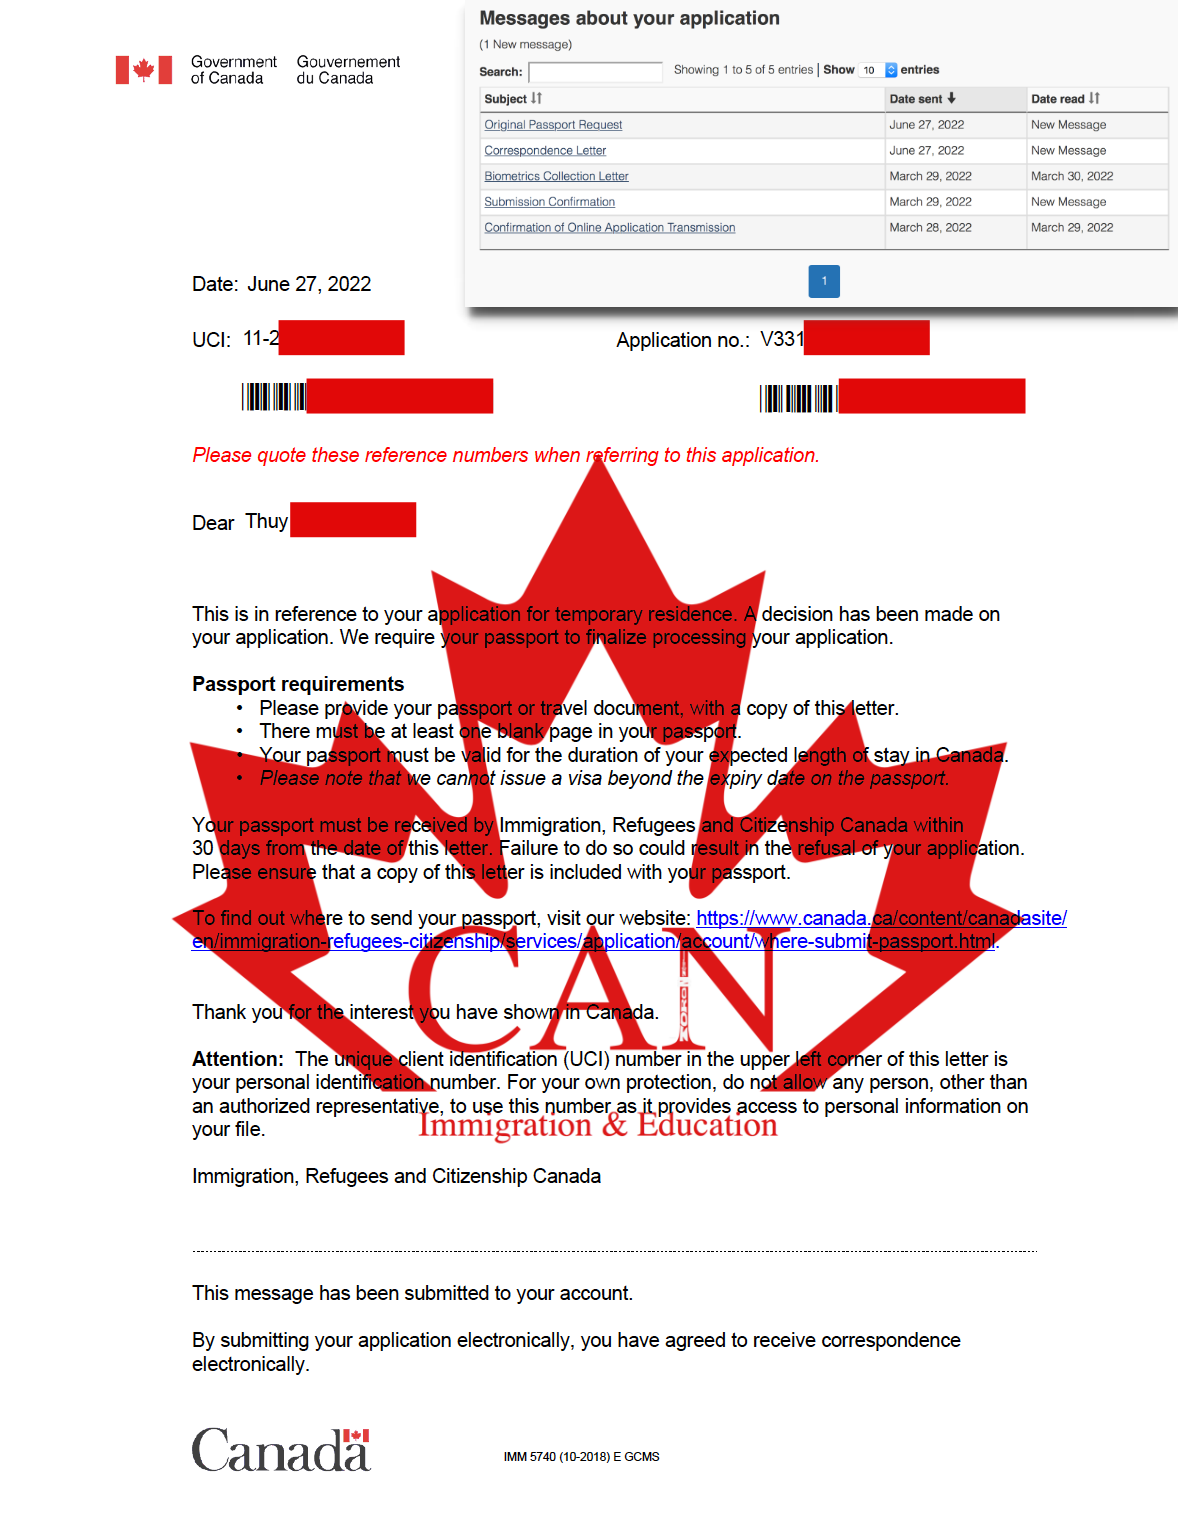 Government of Canada
Gouvernement du Canada
Messages about your application
(1 New message)
Search:
Showing 1 to 5 of 5 entries | Show 10 entries
Subject Date sent Date read
Original Passport Request June 27, 2022 New Message
Correspondence Letter June 27, 2022 New Message
Biometrics Collection Letter March 29, 2022 March 30, 2022
Submission Confirmation March 29, 2022 New Message
Confirmation of Online Application Transmission March 28, 2022 March 29, 2022
1
Date: June 27, 2022
UCI: 11-2
Application no.: V331
Please quote these reference numbers when referring to this application.
Dear Thuy
This is in reference to your application for temporary residence. A decision has been made on
your application. We require your passport to finalize processing your application.
Passport requirements
• Please provide your passport or travel document, with a copy of this letter.
• There must be at least one blank page in your passport.
• Your passport must be valid for the duration of your expected length of stay in Canada.
• Please note that we cannot issue a visa beyond the expiry date on the passport.
Your passport must be received by Immigration, Refugees and Citizenship Canada within
30 days from the date of this letter. Failure to do so could result in the refusal of your application.
Please ensure that a copy of this letter is included with your passport.
To find out where to send your passport, visit our website: https://www.canada.ca/content/canadasite/
en/immigration-refugees-citizenship/services/application/account/where-submit-passport.html.
CAN
Thank you for the interest you have shown in Canada.
Attention: The unique client identification (UCI) number in the upper left corner of this letter is
your personal identification number. For your own protection, do not allow any person, other than
an authorized representative, to use this number as it provides access to personal information on
your file.
Immigration & Education
Immigration, Refugees and Citizenship Canada
This message has been submitted to your account.
By submitting your application electronically, you have agreed to receive correspondence
electronically.
Canada
IMM 5740 (10-2018) E GCMS